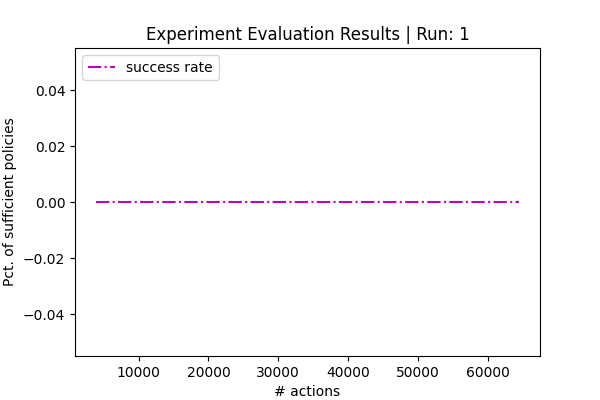 Experiment Evaluation Results | Run: 1
success rate
Pct. of sufficient policies
0.04
0.02
0.00
−0.02
−0.04
10000 20000 30000 40000 50000 60000
# actions